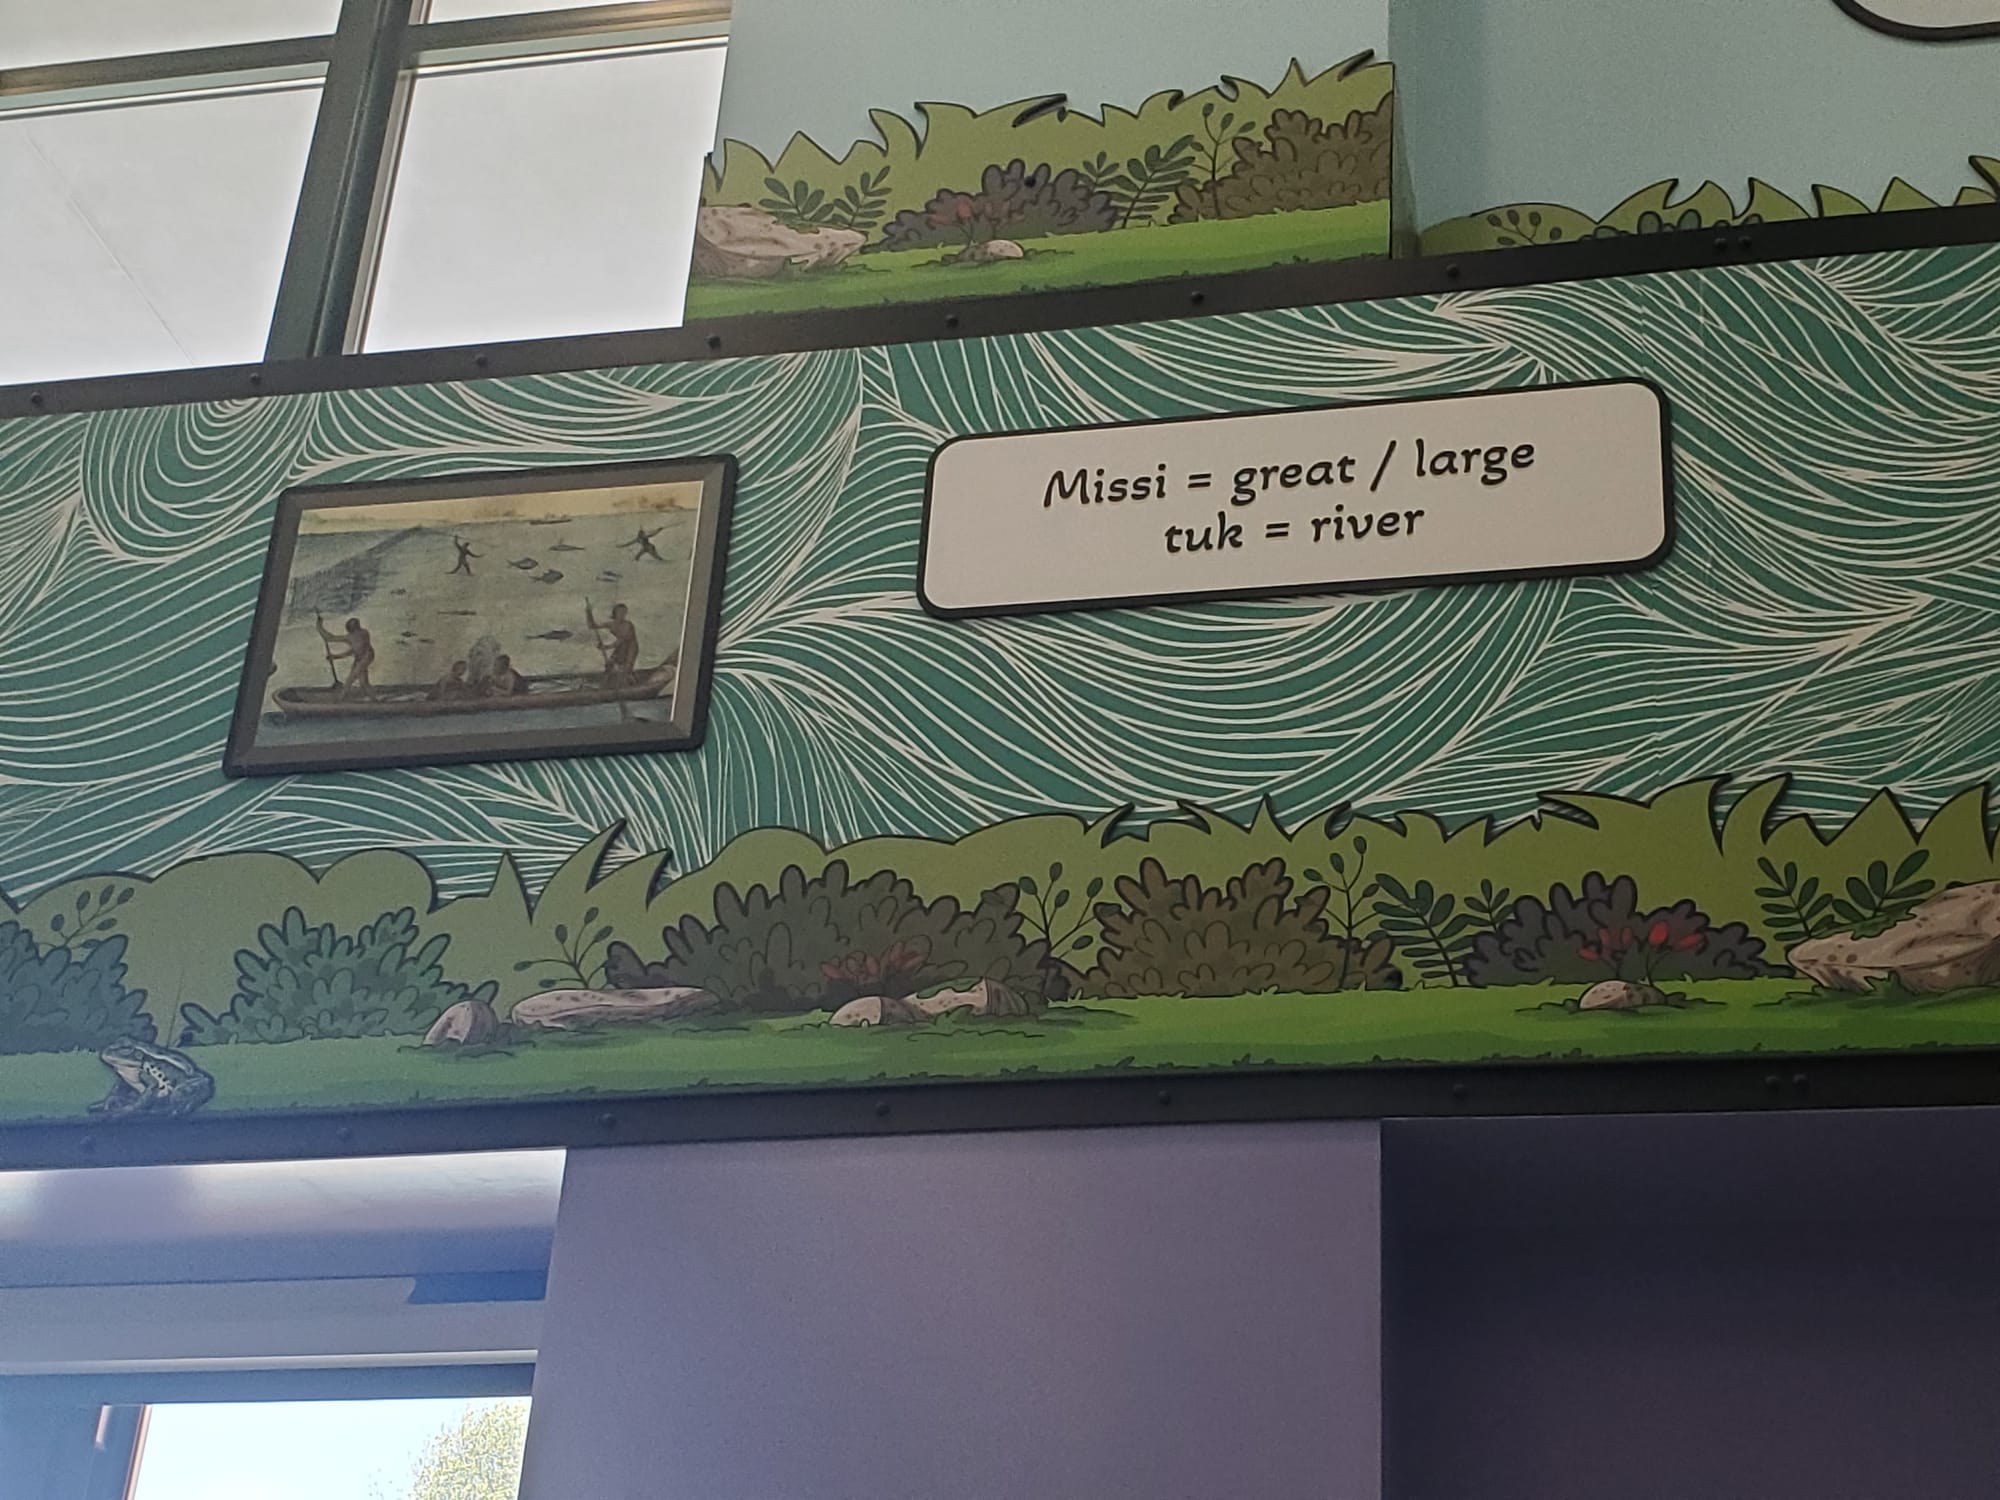 Missi = great / large
tuk = river